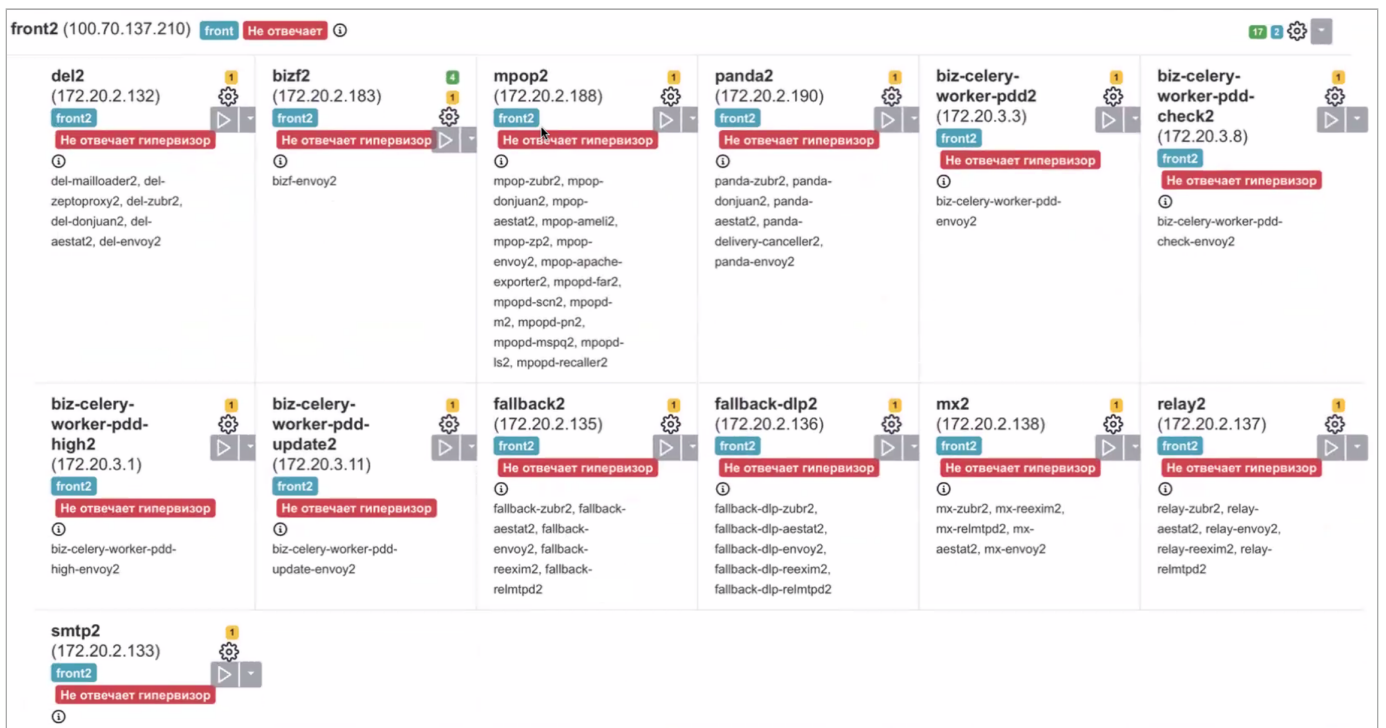 front2 (100.70.137.210) front Не отвечает
17 2
del2 1
(172.20.2.132)
front2
Не отвечает гипервизор
del-mailloader2, del-
zeptoproxy2, del-zubr2,
del-donjuan2, del-
aestat2, del-envoy2
bizf2 4
(172.20.2.183) 1
front2
Не отвечает гипервизор
bizf-envoy2
mpop2 1
(172.20.2.188)
front2
Не отвечает гипервизор
mpop-zubr2, mpop-
donjuan2, mpop-
aestat2, mpop-ameli2,
mpop-zp2, mpop-
envoy2, mpop-apache-
exporter2, mpopd-far2,
mpopd-scn2, mpopd-
m2, mpopd-pn2,
mpopd-mspq2, mpopd-
ls2, mpopd-recaller2
panda2 1
(172.20.2.190)
front2
Не отвечает гипервизор
panda-zubr2, panda-
donjuan2, panda-
aestat2, panda-
delivery-canceller2,
panda-envoy2
biz-celery- 1
worker-pdd2
(172.20.3.3)
front2
Не отвечает гипервизор
biz-celery-worker-pdd-
envoy2
biz-celery- 1
worker-pdd-
check2
(172.20.3.8)
front2
Не отвечает гипервизор
biz-celery-worker-pdd-
check-envoy2
biz-celery- 1
worker-pdd-
high2
(172.20.3.1)
front2
Не отвечает гипервизор
biz-celery-worker-pdd-
high-envoy2
biz-celery- 1
worker-pdd-
update2
(172.20.3.11)
front2
Не отвечает гипервизор
biz-celery-worker-pdd-
update-envoy2
fallback2 1
(172.20.2.135)
front2
Не отвечает гипервизор
fallback-zubr2, fallback-
aestat2, fallback-
envoy2, fallback-
reexim2, fallback-
relmtpd2
fallback-dlp2 1
(172.20.2.136)
front2
Не отвечает гипервизор
fallback-dlp-zubr2,
fallback-dlp-aestat2,
fallback-dlp-envoy2,
fallback-dlp-reexim2,
fallback-dlp-relmtpd2
mx2 1
(172.20.2.138)
front2
Не отвечает гипервизор
mx-zubr2, mx-reexim2,
mx-relmtpd2, mx-
aestat2, mx-envoy2
relay2 1
(172.20.2.137)
front2
Не отвечает гипервизор
relay-zubr2, relay-
aestat2, relay-envoy2,
relay-reexim2, relay-
relmtpd2
smtp2 1
(172.20.2.133)
front2
Не отвечает гипервизор